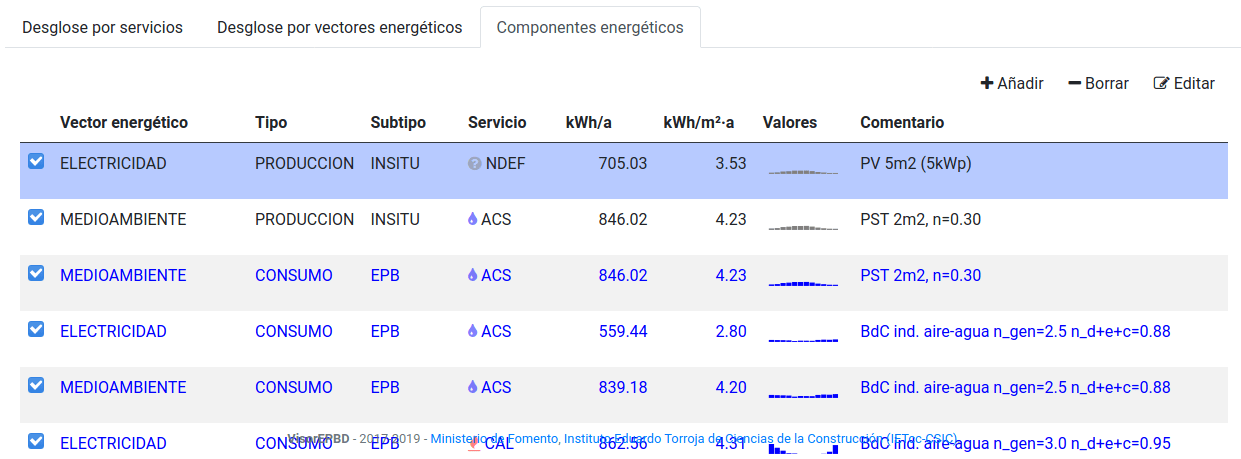 Desglose por servicios Desglose por vectores energéticos Componentes energéticos
Añadir Borrar Editar
Vector energético Tipo Subtipo Servicio kWh/a kWh/m²·a Valores Comentario
ELECTRICIDAD PRODUCCION INSITU NDEF 705.03 3.53 PV 5m2 (5kWp)
MEDIOAMBIENTE PRODUCCION INSITU ACS 846.02 4.23 PST 2m2, n=0.30
MEDIOAMBIENTE CONSUMO EPB ACS 846.02 4.23 PST 2m2, n=0.30
ELECTRICIDAD CONSUMO EPB ACS 559.44 2.80 BdC ind. aire-agua n_gen=2.5 n_d+e+c=0.88
MEDIOAMBIENTE CONSUMO EPB ACS 839.18 4.20 BdC ind. aire-agua n_gen=2.5 n_d+e+c=0.88
ELECTRICIDAD CONSUMO EPB CAL 862.56 4.31 BdC ind. aire-agua n_gen=3.0 n_d+e+c=0.95
VisorEPBD - 2017-2019 - Ministerio de Fomento, Instituto Eduardo Torroja de Ciencias de la Construcción (IETcc-CSIC)